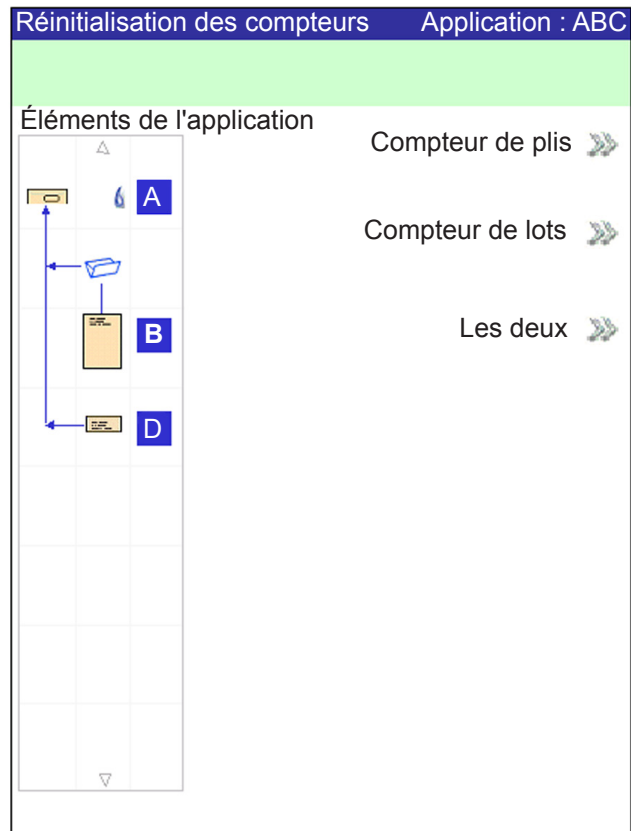 Réinitialisation des compteurs Application : ABC
Éléments de l'application
Compteur de plis
A
Compteur de lots
B
Les deux
D